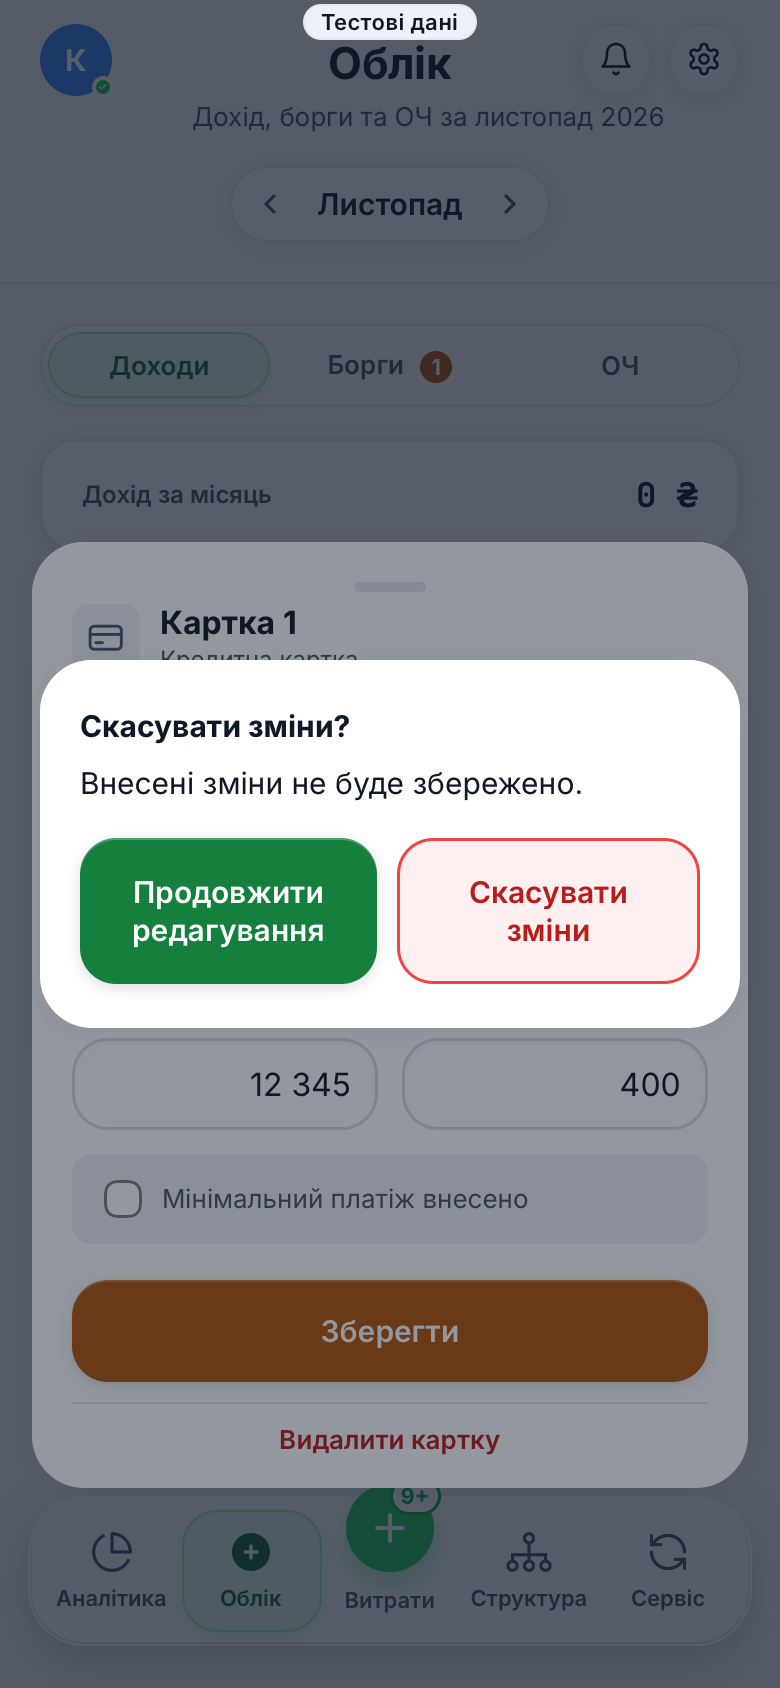 Тестові дані
К
Облік
Дохід, борги та ОЧ за листопад 2026
Листопад
Доходи
Борги 1
ОЧ
Дохід за місяць
0 ₴
Картка 1
Кредитна картка
Скасувати зміни?
Внесені зміни не буде збережено.
Продовжити
редагування
Скасувати
зміни
12 345
400
Мінімальний платіж внесено
Зберегти
Видалити картку
9+
Аналітика
Облік
Витрати
Структура
Сервіс